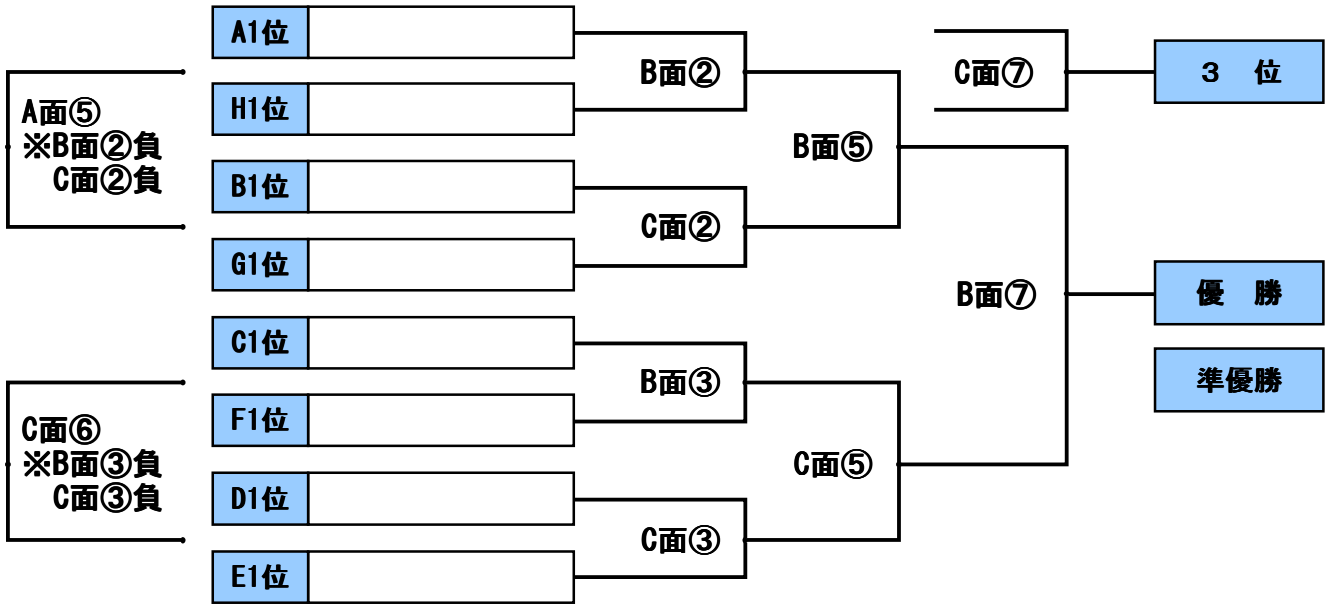 A1位
B面②
C面⑦
3 位
A面⑤
※B面②負
C面②負
H1位
B面⑤
B1位
C面②
G1位
B面⑦
優 勝
C1位
B面③
準優勝
F1位
C面⑥
※B面③負
C面③負
C面⑤
D1位
C面③
E1位